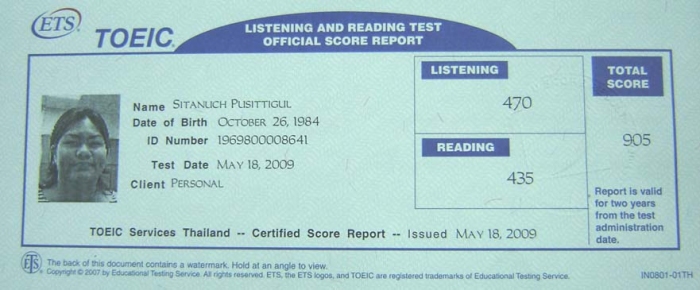 ETS
TOEIC
LISTENING AND READING TEST
OFFICIAL SCORE REPORT
Name SITANUCH PUSITTIGUL
Date of Birth OCTOBER 26, 1984
ID Number 1969800008641
Test Date MAY 18, 2009
Client PERSONAL
LISTENING
470
READING
435
TOTAL
SCORE
905
Report is valid
for two years
from the test
administration
date.
TOEIC Services Thailand -- Certified Score Report -- Issued MAY 18, 2009
ETS
The back of this document contains a watermark. Hold at an angle to view.
Copyright © 2007 by Educational Testing Service. All rights reserved. ETS, the ETS logos, and TOEIC are registered trademarks of Educational Testing Service.
IN0801-01TH